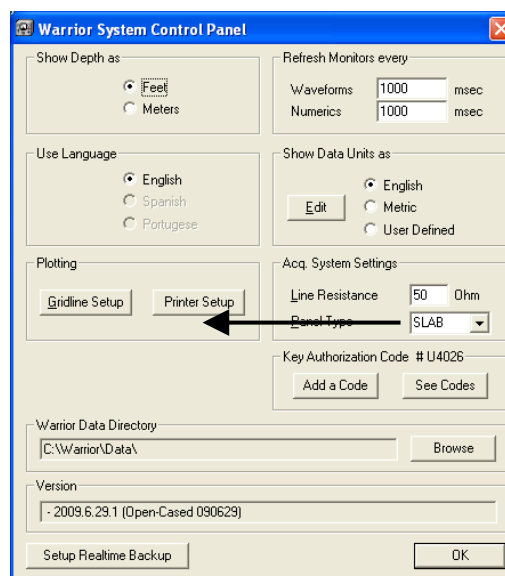 Warrior System Control Panel
Show Depth as
Feet
Meters
Refresh Monitors every
Waveforms 1000 msec
Numerics 1000 msec
Use Language
English
Spanish
Portugese
Show Data Units as
Edit
English
Metric
User Defined
Plotting
Gridline Setup Printer Setup
Acq. System Settings
Line Resistance 50 Ohm
Panel Type SLAB
Key Authorization Code # U4026
Add a Code See Codes
Warrior Data Directory
C:\Warrior\Data\ Browse
Version
- 2009.6.29.1 (Open-Cased 090629)
Setup Realtime Backup OK